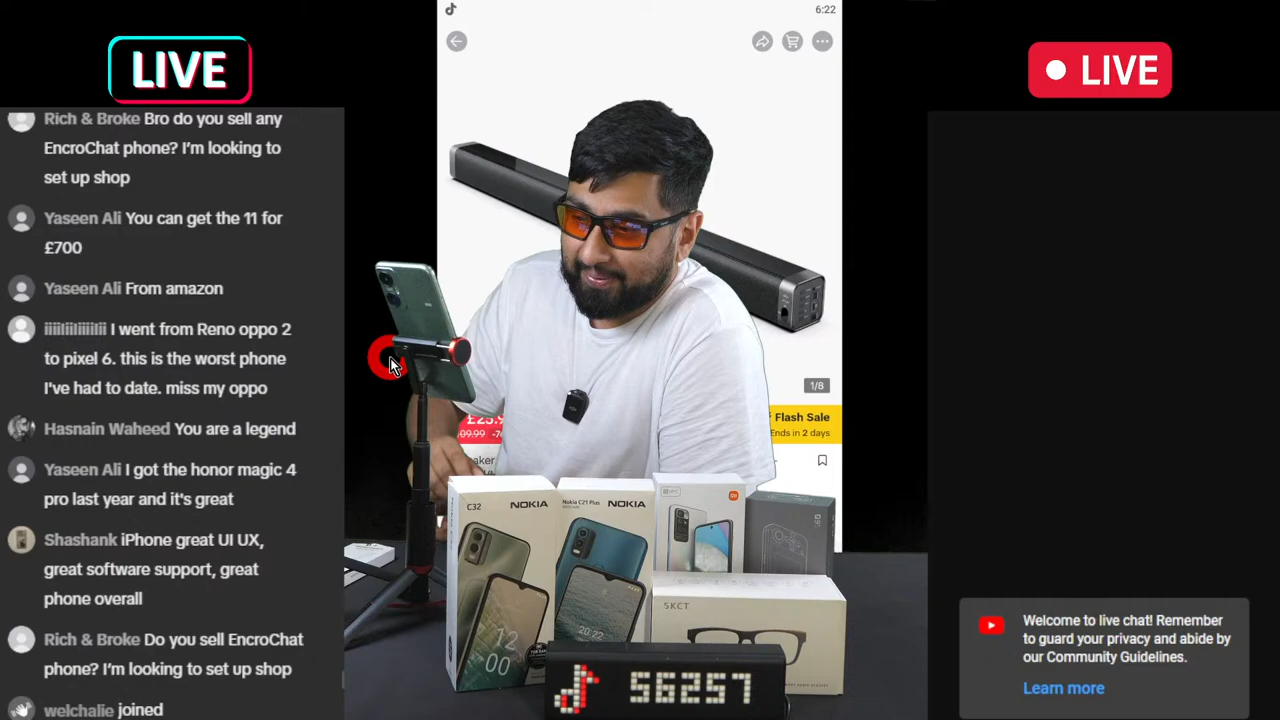 LIVE
Rich & Broke Bro do you sell any
EncroChat phone? I'm looking to
set up shop
Yaseen Ali You can get the 11 for
£700
Yaseen Ali From amazon
iiiitiitiiiitii I went from Reno oppo 2
to pixel 6. this is the worst phone
I've had to date. miss my oppo
Hasnain Waheed You are a legend
Yaseen Ali I got the honor magic 4
pro last year and it's great
Shashank iPhone great UI UX,
great software support, great
phone overall
Rich & Broke Do you sell EncroChat
phone? I'm looking to set up shop
welchalie joined
6:22
1/8
Flash Sale
Ends in 2 days
C32 NOKIA
12
00
Nokia C21 Plus NOKIA
20:22
SKCT
56257
LIVE
Welcome to live chat! Remember
to guard your privacy and abide by
our Community Guidelines.
Learn more